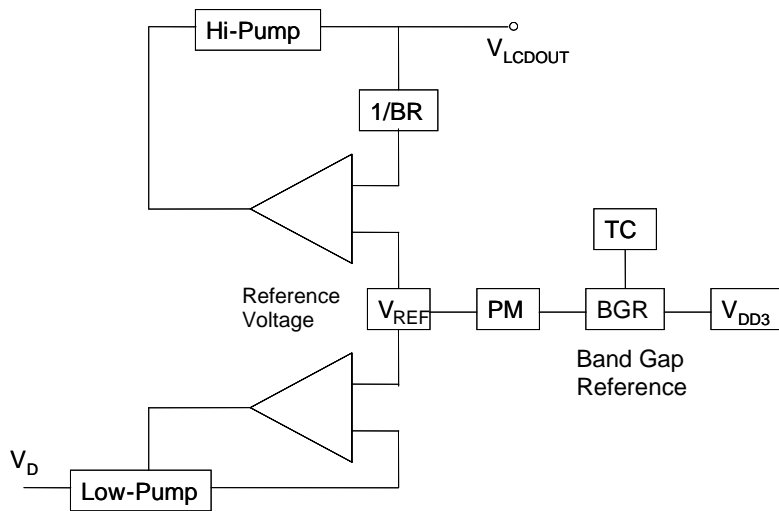 Hi-Pump
VLCDOUT
1/BR
TC
Reference
Voltage
VREF
PM
BGR
VDD3
Band Gap
Reference
VD
Low-Pump